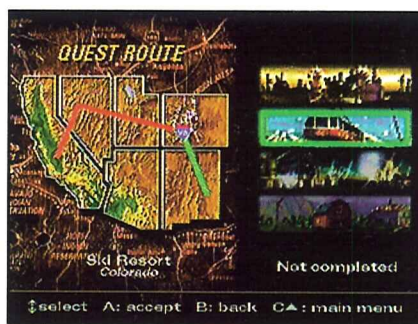 QUEST ROUTE
Ski Resort
Colorado
Not completed
↕select A: accept B: back C▲: main menu